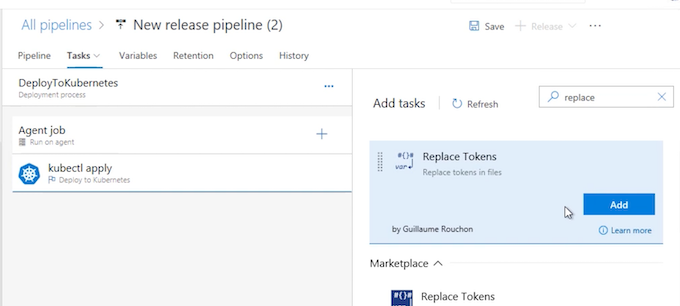 All pipelines > New release pipeline (2)
Save + Release ...
Pipeline Tasks Variables Retention Options History
DeployToKubernetes
Deployment process
...
Agent job
Run on agent
+
kubectl apply
Deploy to Kubernetes
Add tasks
Refresh
replace
#{}#
var
Replace Tokens
Replace tokens in files
Add
by Guillaume Rouchon
Learn more
Marketplace
#{}#
var
Replace Tokens